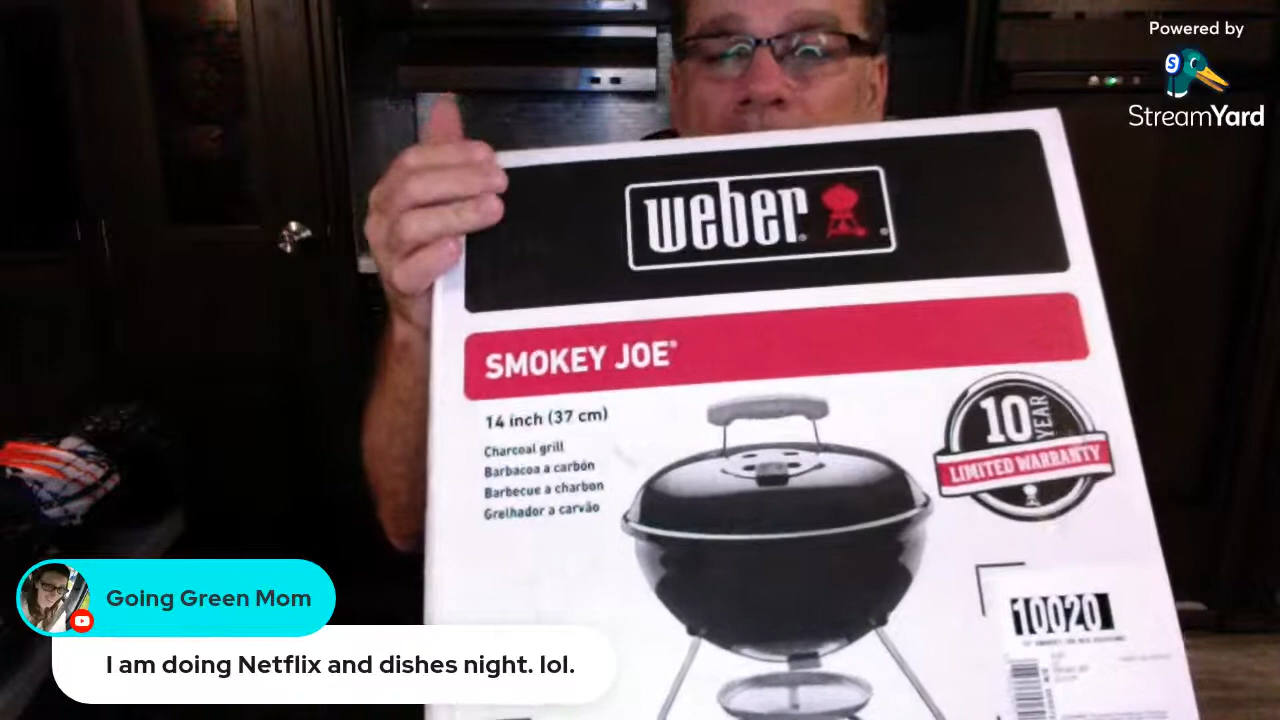 Powered by
S
StreamYard
weber
SMOKEY JOE®
14 inch (37 cm)
Charcoal grill
Barbacoa a carbón
Barbecue a charbon
Grelhador a carvão
10
YEAR
LIMITED WARRANTY
10020
Going Green Mom
I am doing Netflix and dishes night. lol.